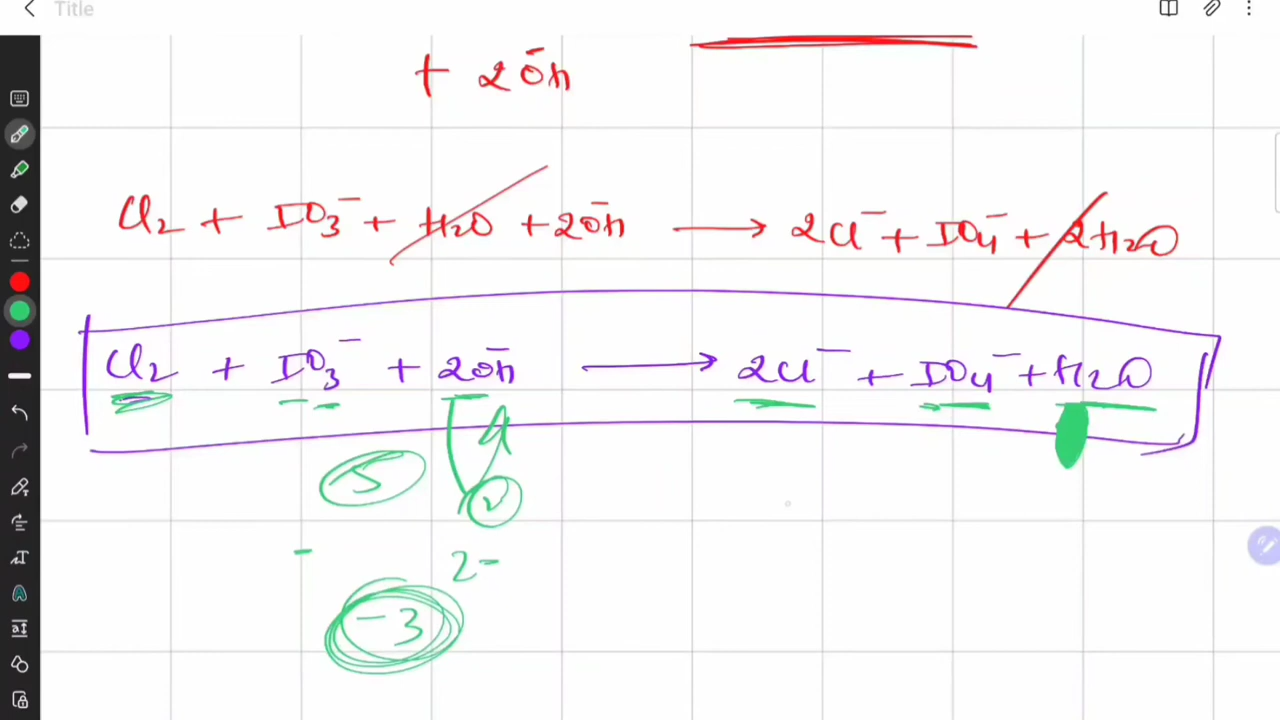 Title
+ 2OH⁻
Cl₂ + IO₃⁻ + H₂O + 2OH⁻ → 2Cl⁻ + IO₄⁻ + 2H₂O
Cl₂ + IO₃⁻ + 2OH⁻ → 2Cl⁻ + IO₄⁻ + H₂O
5
2
- 2-
-3